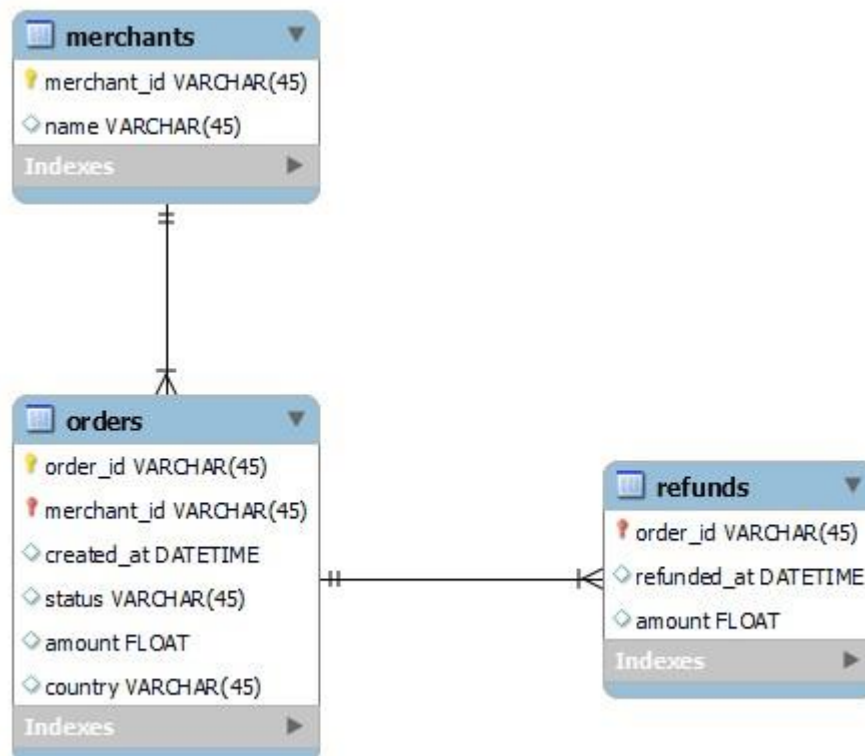 merchants
merchant_id VARCHAR(45)
name VARCHAR(45)
Indexes
orders
order_id VARCHAR(45)
merchant_id VARCHAR(45)
created_at DATETIME
status VARCHAR(45)
amount FLOAT
country VARCHAR(45)
Indexes
refunds
order_id VARCHAR(45)
refunded_at DATETIME
amount FLOAT
Indexes